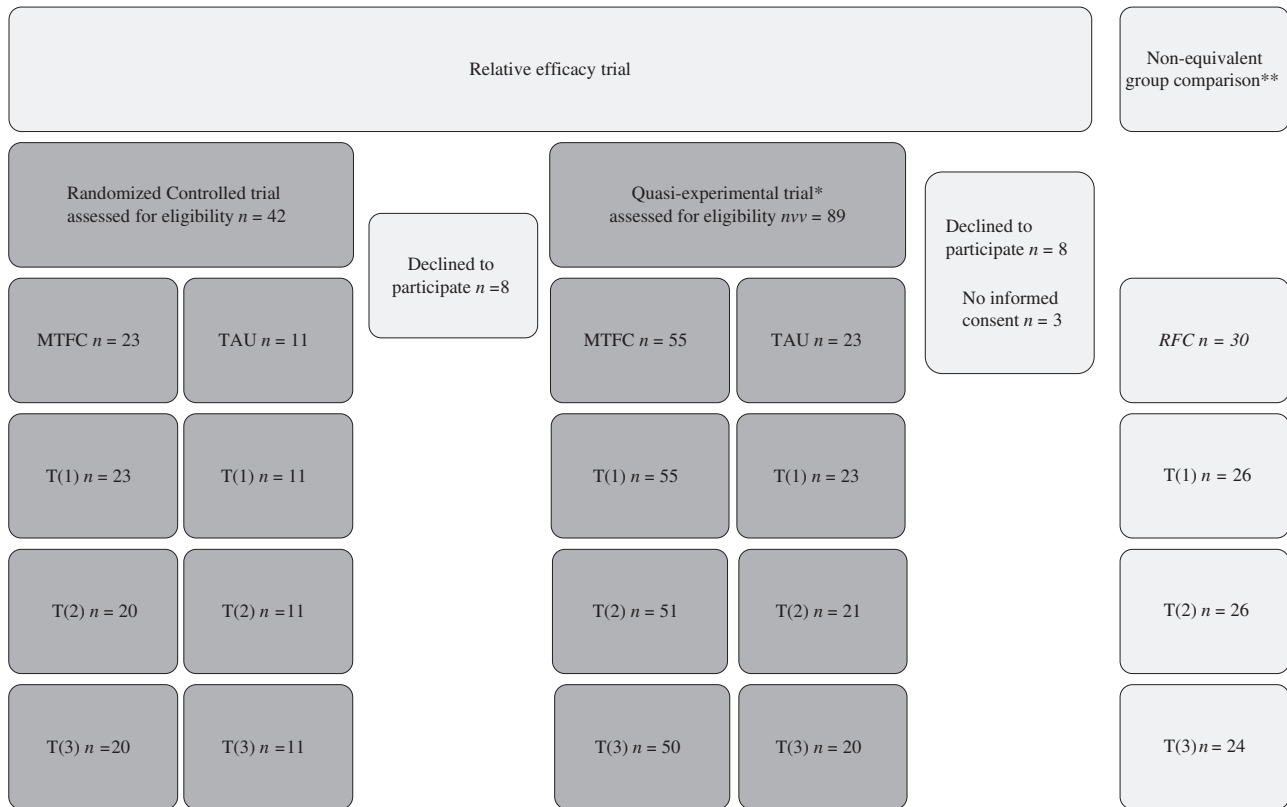 Relative efficacy trial
Non-equivalent
group comparison**
Randomized Controlled trial
assessed for eligibility n = 42
Declined to
participate n =8
Quasi-experimental trial*
assessed for eligibility nvv = 89
Declined to
participate n = 8
No informed
consent n = 3
MTFC n = 23
TAU n = 11
MTFC n = 55
TAU n = 23
RFC n = 30
T(1) n = 23
T(1) n = 11
T(1) n = 55
T(1) n = 23
T(1) n = 26
T(2) n = 20
T(2) n =11
T(2) n = 51
T(2) n = 21
T(2) n = 26
T(3) n =20
T(3) n =11
T(3) n = 50
T(3) n = 20
T(3) n = 24